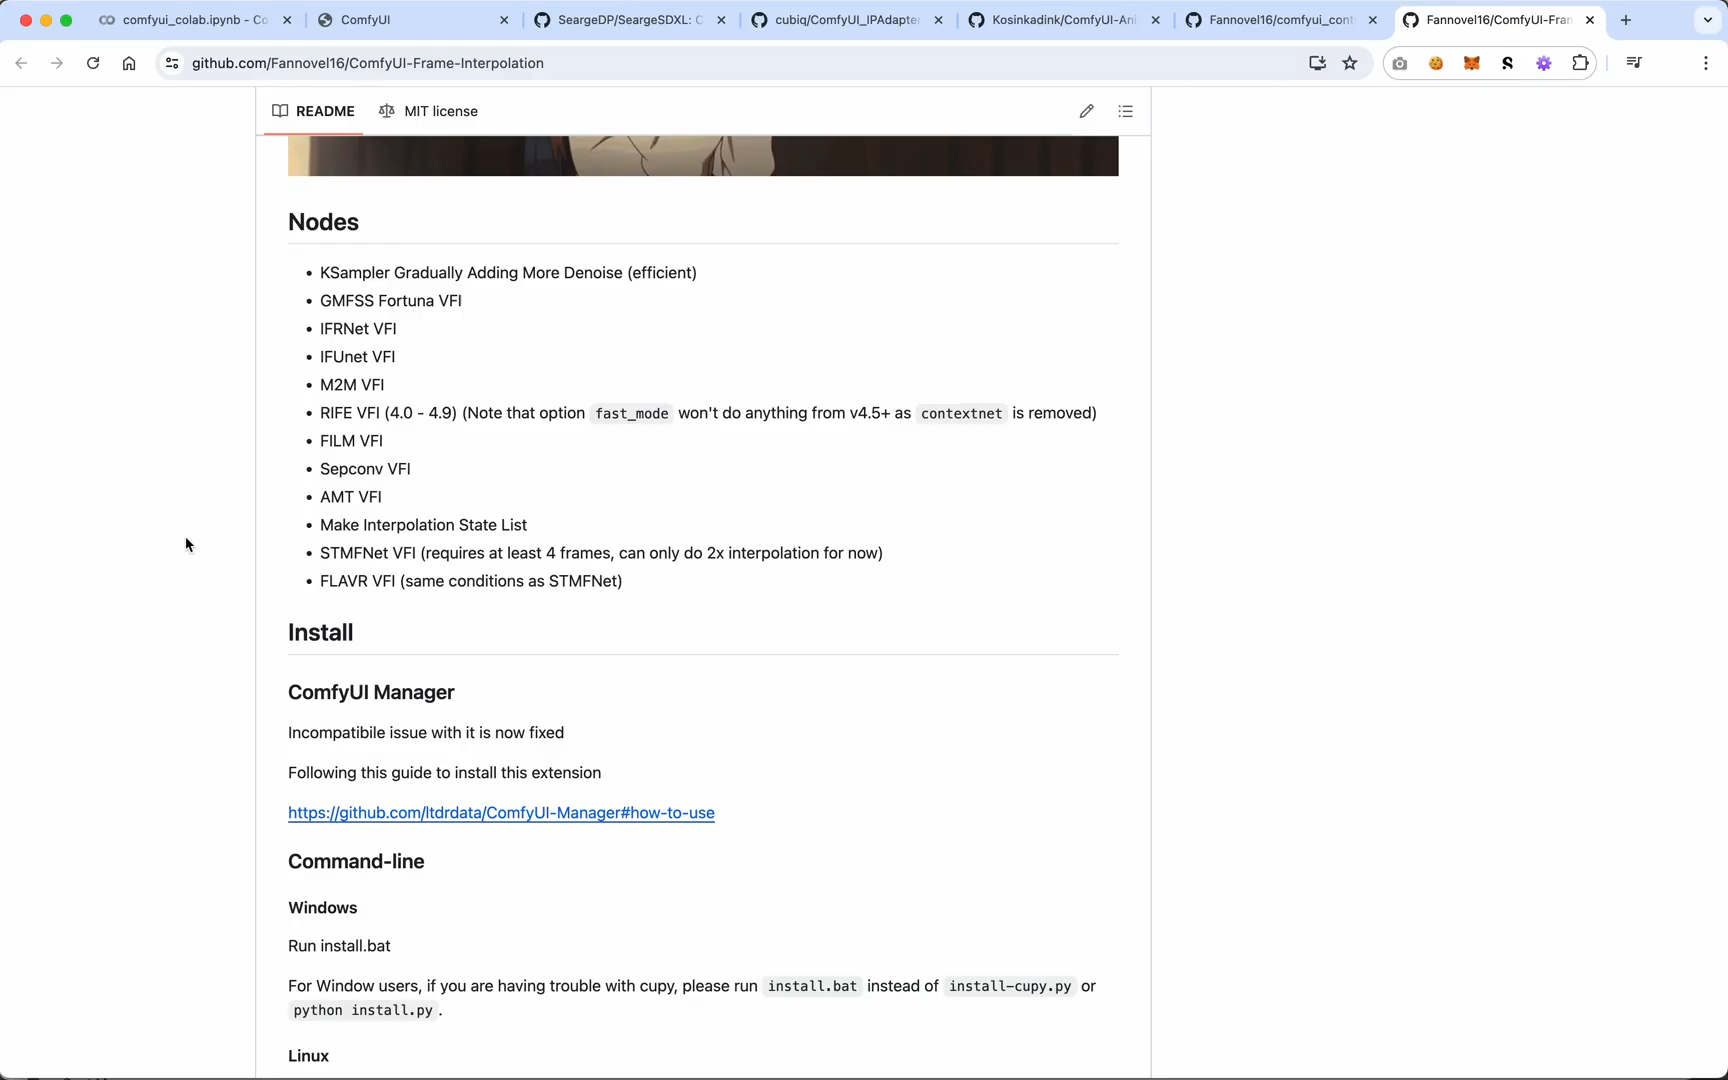 comfyui_colab.ipynb - Co
ComfyUI
SeargeDP/SeargeSDXL: C
cubiq/ComfyUI_IPAdapter
Kosinkadink/ComfyUI-Ani
Fannovel16/comfyui_cont
Fannovel16/ComfyUI-Fran
github.com/Fannovel16/ComfyUI-Frame-Interpolation
README
MIT license
Nodes
• KSampler Gradually Adding More Denoise (efficient)
• GMFSS Fortuna VFI
• IFRNet VFI
• IFUnet VFI
• M2M VFI
• RIFE VFI (4.0 - 4.9) (Note that option fast_mode won't do anything from v4.5+ as contextnet is removed)
• FILM VFI
• Sepconv VFI
• AMT VFI
• Make Interpolation State List
• STMFNet VFI (requires at least 4 frames, can only do 2x interpolation for now)
• FLAVR VFI (same conditions as STMFNet)
Install
ComfyUI Manager
Incompatibile issue with it is now fixed
Following this guide to install this extension
https://github.com/ltdrdata/ComfyUI-Manager#how-to-use
Command-line
Windows
Run install.bat
For Window users, if you are having trouble with cupy, please run install.bat instead of install-cupy.py or
python install.py.
Linux